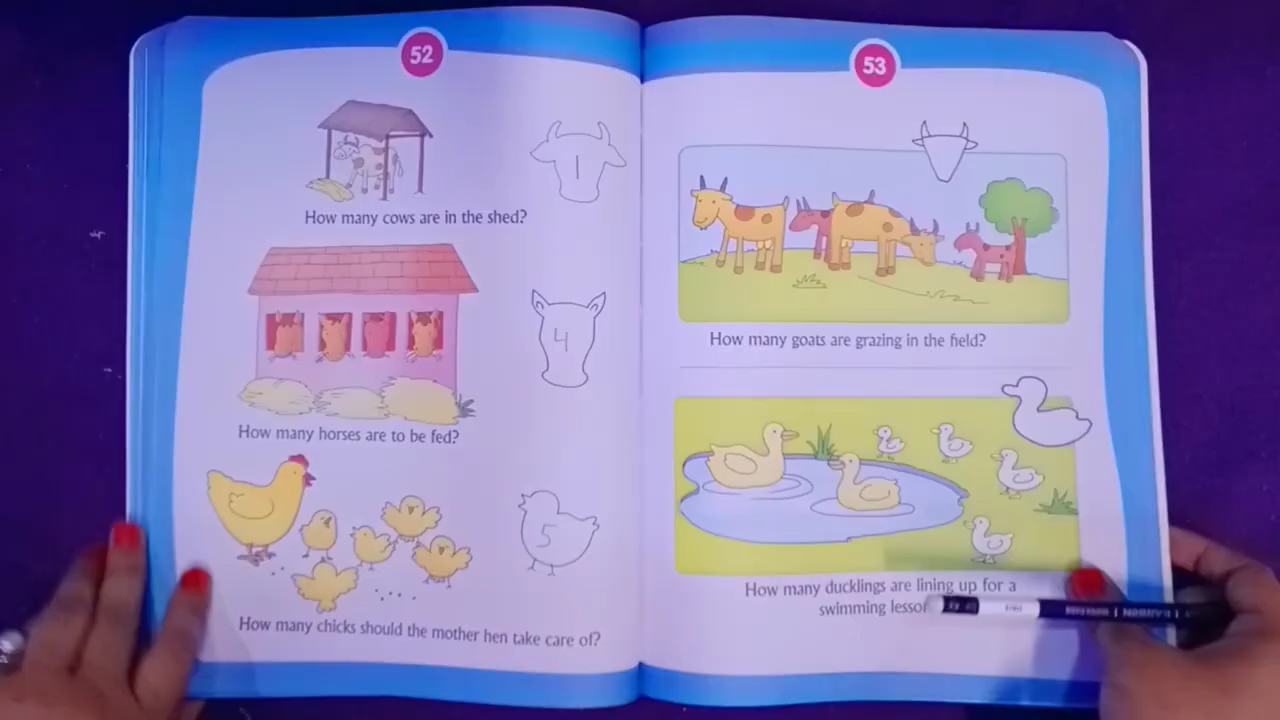 52
1
How many cows are in the shed?
4
How many horses are to be fed?
5
How many chicks should the mother hen take care of?
53
How many goats are grazing in the field?
How many ducklings are lining up for a
swimming